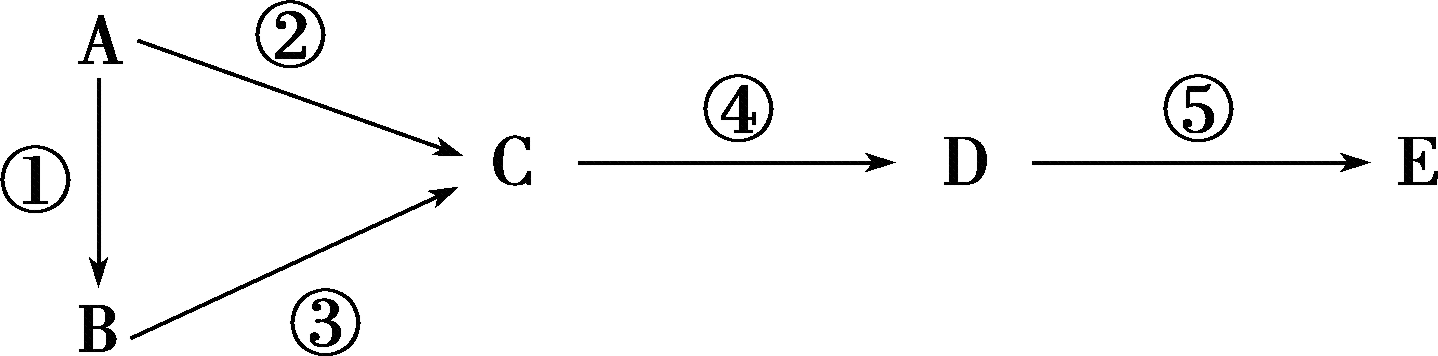 A
②
④
⑤
①
C
D
E
B
③